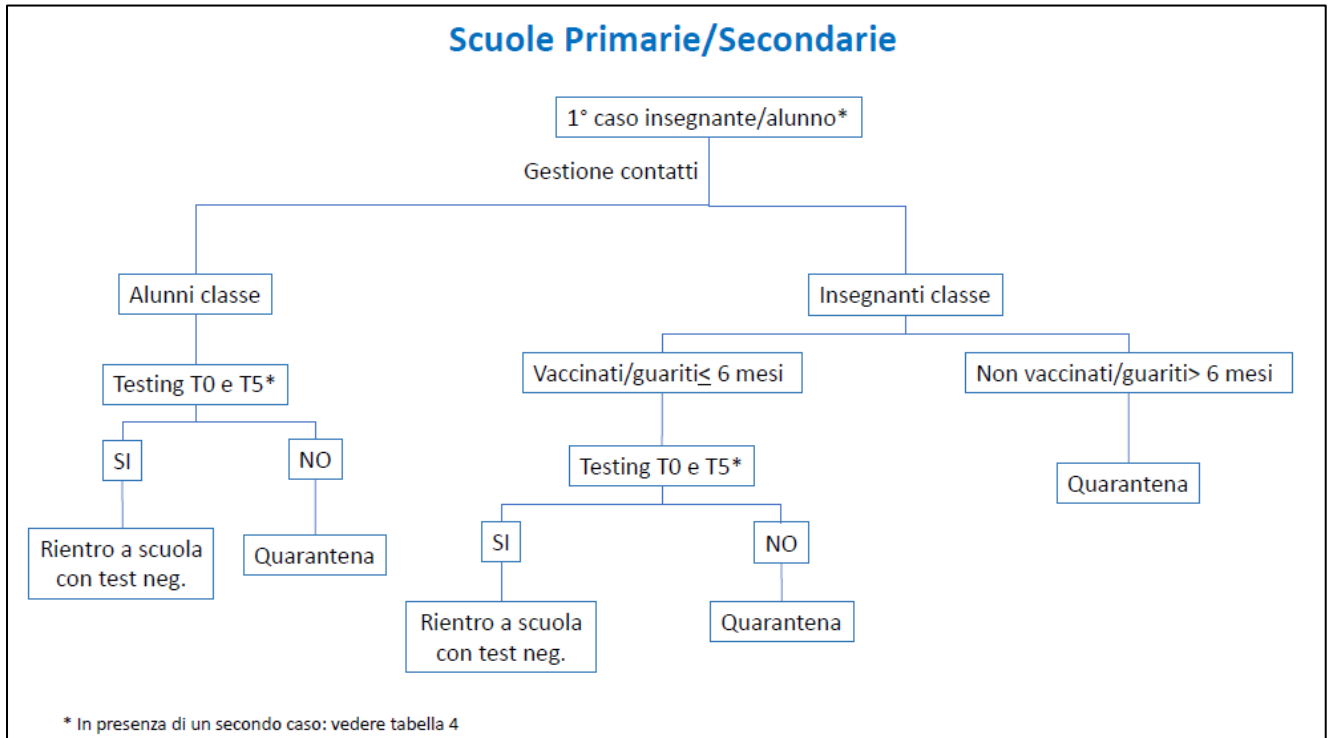 Scuole Primarie/Secondarie
1° caso insegnante/alunno*
Gestione contatti
Alunni classe
Insegnanti classe
Testing T0 e T5*
Vaccinati/guariti≤ 6 mesi
Non vaccinati/guariti> 6 mesi
SI
NO
Testing T0 e T5*
Quarantena
Rientro a scuola
con test neg.
Quarantena
SI
NO
Rientro a scuola
con test neg.
Quarantena
* In presenza di un secondo caso: vedere tabella 4